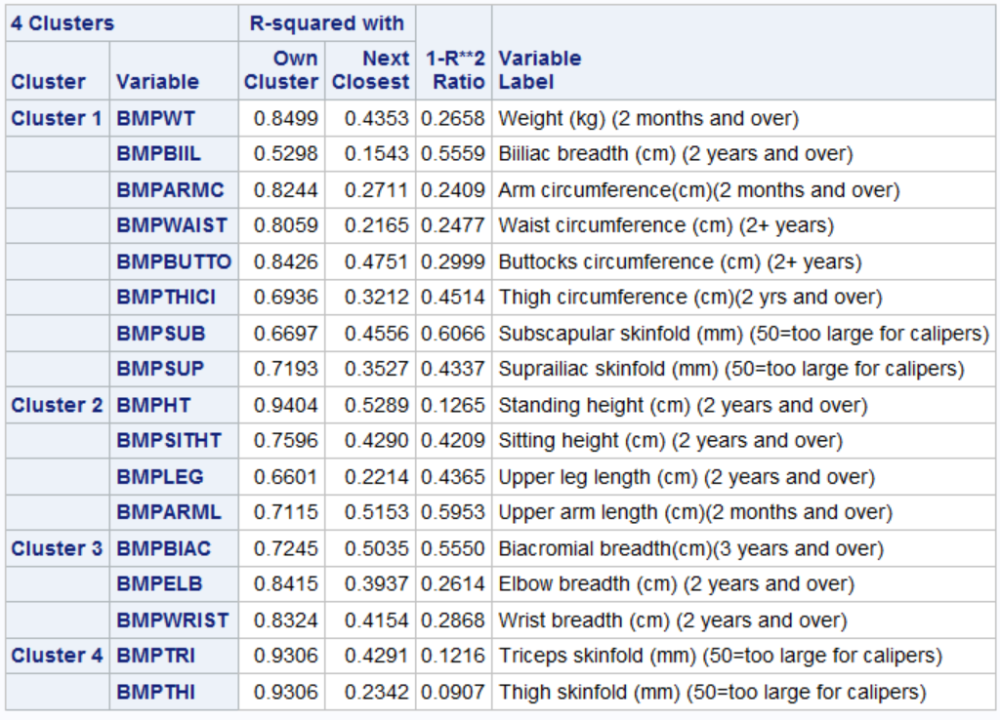 4 Clusters R-squared with
Own Next 1-R**2 Variable
Cluster Variable Cluster Closest Ratio Label
Cluster 1 BMPWT 0.8499 0.4353 0.2658 Weight (kg) (2 months and over)
BMPBIIL 0.5298 0.1543 0.5559 Biiliac breadth (cm) (2 years and over)
BMPARMC 0.8244 0.2711 0.2409 Arm circumference(cm)(2 months and over)
BMPWAIST 0.8059 0.2165 0.2477 Waist circumference (cm) (2+ years)
BMPBUTTO 0.8426 0.4751 0.2999 Buttocks circumference (cm) (2+ years)
BMPTHICI 0.6936 0.3212 0.4514 Thigh circumference (cm)(2 yrs and over)
BMPSUB 0.6697 0.4556 0.6066 Subscapular skinfold (mm) (50=too large for calipers)
BMPSUP 0.7193 0.3527 0.4337 Suprailiac skinfold (mm) (50=too large for calipers)
Cluster 2 BMPHT 0.9404 0.5289 0.1265 Standing height (cm) (2 years and over)
BMPSITHT 0.7596 0.4290 0.4209 Sitting height (cm) (2 years and over)
BMPLEG 0.6601 0.2214 0.4365 Upper leg length (cm) (2 years and over)
BMPARML 0.7115 0.5153 0.5953 Upper arm length (cm)(2 months and over)
Cluster 3 BMPBIAC 0.7245 0.5035 0.5550 Biacromial breadth(cm)(3 years and over)
BMPELB 0.8415 0.3937 0.2614 Elbow breadth (cm) (2 years and over)
BMPWRIST 0.8324 0.4154 0.2868 Wrist breadth (cm) (2 years and over)
Cluster 4 BMPTRI 0.9306 0.4291 0.1216 Triceps skinfold (mm) (50=too large for calipers)
BMPTHI 0.9306 0.2342 0.0907 Thigh skinfold (mm) (50=too large for calipers)